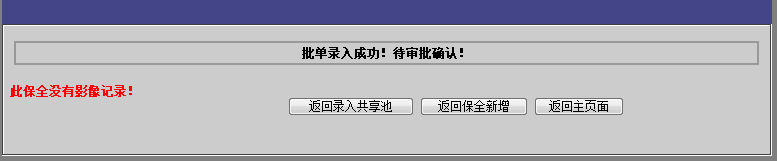 批单录入成功！待审批确认！
此保全没有影像记录！
返回录入共享池 返回保全新增 返回主页面